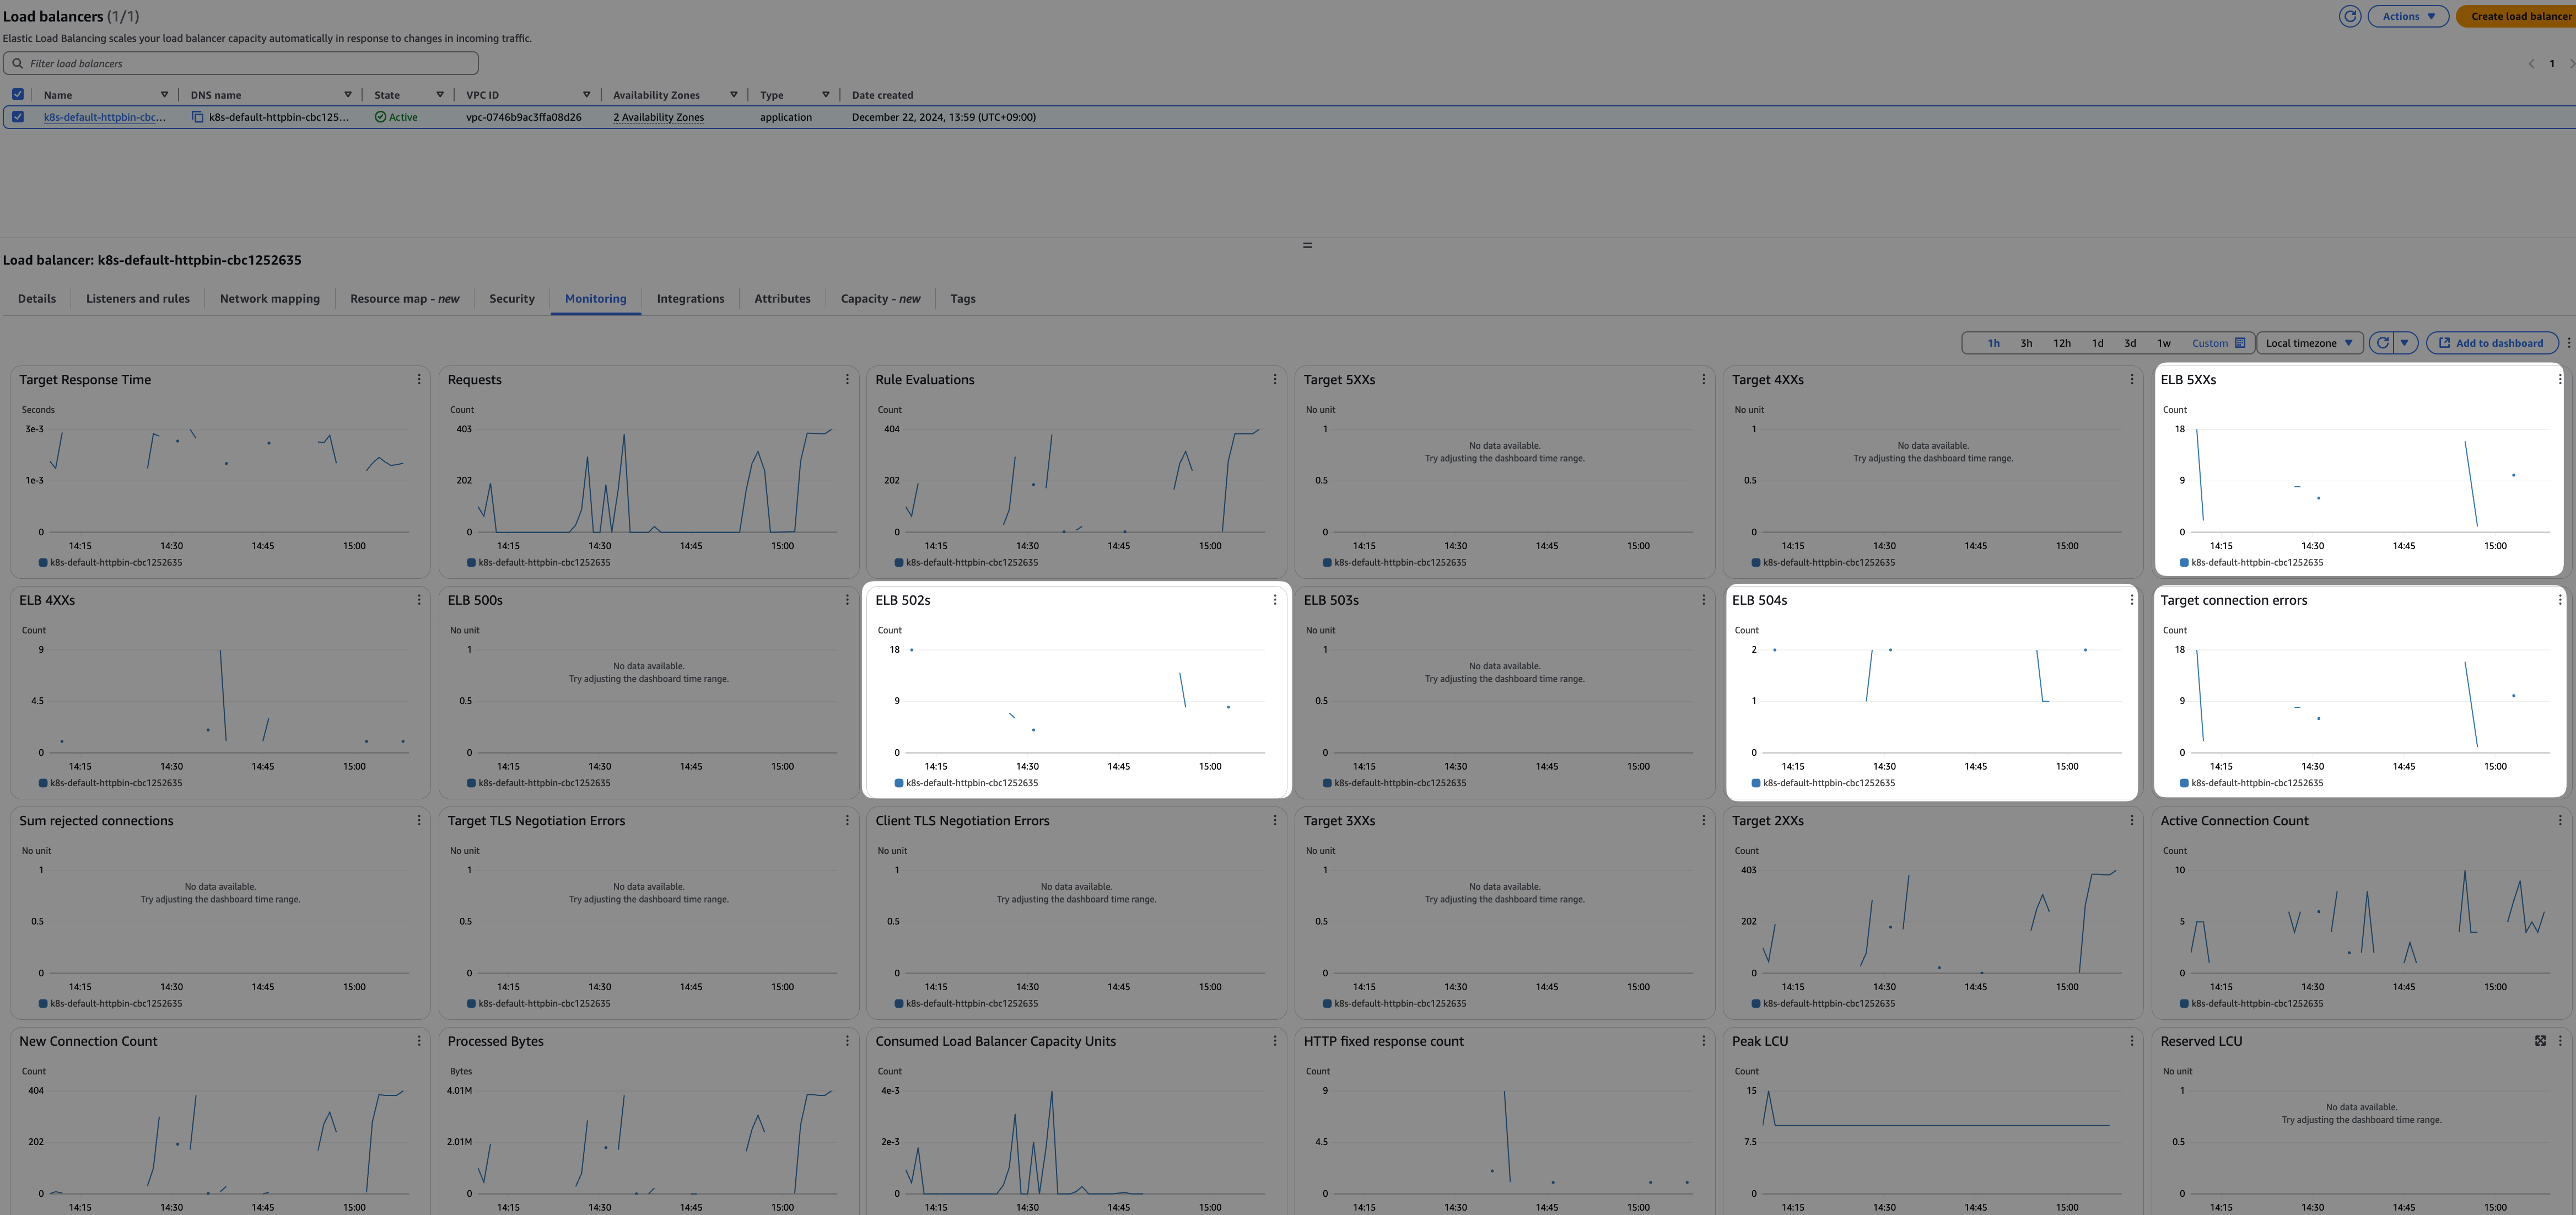 Load balancers (1/1)
Actions
Create load balancer
Elastic Load Balancing scales your load balancer capacity automatically in response to changes in incoming traffic.
Filter load balancers
1
Name DNS name State VPC ID Availability Zones Type Date created
k8s-default-httpbin-cbc... k8s-default-httpbin-cbc125... Active vpc-0746b9ac3ffa08d26 2 Availability Zones application December 22, 2024, 13:59 (UTC+09:00)
Load balancer: k8s-default-httpbin-cbc1252635
Details Listeners and rules Network mapping Resource map - new Security Monitoring Integrations Attributes Capacity - new Tags
1h 3h 12h 1d 3d 1w Custom Local timezone Add to dashboard
Target Response Time
Seconds
3e-3
1e-3
0
14:15 14:30 14:45 15:00
k8s-default-httpbin-cbc1252635
Requests
Count
403
202
0
14:15 14:30 14:45 15:00
k8s-default-httpbin-cbc1252635
Rule Evaluations
Count
404
202
0
14:15 14:30 14:45 15:00
k8s-default-httpbin-cbc1252635
Target 5XXs
No unit
1
No data available.
Try adjusting the dashboard time range.
0.5
0
14:15 14:30 14:45 15:00
k8s-default-httpbin-cbc1252635
Target 4XXs
No unit
1
No data available.
Try adjusting the dashboard time range.
0.5
0
14:15 14:30 14:45 15:00
k8s-default-httpbin-cbc1252635
ELB 5XXs
Count
18
9
0
14:15 14:30 14:45 15:00
k8s-default-httpbin-cbc1252635
ELB 4XXs
Count
9
4.5
0
14:15 14:30 14:45 15:00
k8s-default-httpbin-cbc1252635
ELB 500s
No unit
1
No data available.
Try adjusting the dashboard time range.
0.5
0
14:15 14:30 14:45 15:00
k8s-default-httpbin-cbc1252635
ELB 502s
Count
18
9
0
14:15 14:30 14:45 15:00
k8s-default-httpbin-cbc1252635
ELB 503s
No unit
1
No data available.
Try adjusting the dashboard time range.
0.5
0
14:15 14:30 14:45 15:00
k8s-default-httpbin-cbc1252635
ELB 504s
Count
2
1
0
14:15 14:30 14:45 15:00
k8s-default-httpbin-cbc1252635
Target connection errors
Count
18
9
0
14:15 14:30 14:45 15:00
k8s-default-httpbin-cbc1252635
Sum rejected connections
No unit
1
No data available.
Try adjusting the dashboard time range.
0.5
0
14:15 14:30 14:45 15:00
k8s-default-httpbin-cbc1252635
Target TLS Negotiation Errors
No unit
1
No data available.
Try adjusting the dashboard time range.
0.5
0
14:15 14:30 14:45 15:00
k8s-default-httpbin-cbc1252635
Client TLS Negotiation Errors
No unit
1
No data available.
Try adjusting the dashboard time range.
0.5
0
14:15 14:30 14:45 15:00
k8s-default-httpbin-cbc1252635
Target 3XXs
No unit
1
No data available.
Try adjusting the dashboard time range.
0.5
0
14:15 14:30 14:45 15:00
k8s-default-httpbin-cbc1252635
Target 2XXs
Count
403
202
0
14:15 14:30 14:45 15:00
k8s-default-httpbin-cbc1252635
Active Connection Count
Count
10
5
0
14:15 14:30 14:45 15:00
k8s-default-httpbin-cbc1252635
New Connection Count
Count
404
202
0
14:15 14:30 14:45 15:00
Processed Bytes
Bytes
4.01M
2.01M
0
14:15 14:30 14:45 15:00
Consumed Load Balancer Capacity Units
Count
4e-3
2e-3
0
14:15 14:30 14:45 15:00
HTTP fixed response count
Count
9
4.5
0
14:15 14:30 14:45 15:00
Peak LCU
Count
15
7.5
0
14:15 14:30 14:45 15:00
Reserved LCU
No unit
1
No data available.
Try adjusting the dashboard time range.
0.5
0
14:15 14:30 14:45 15:00